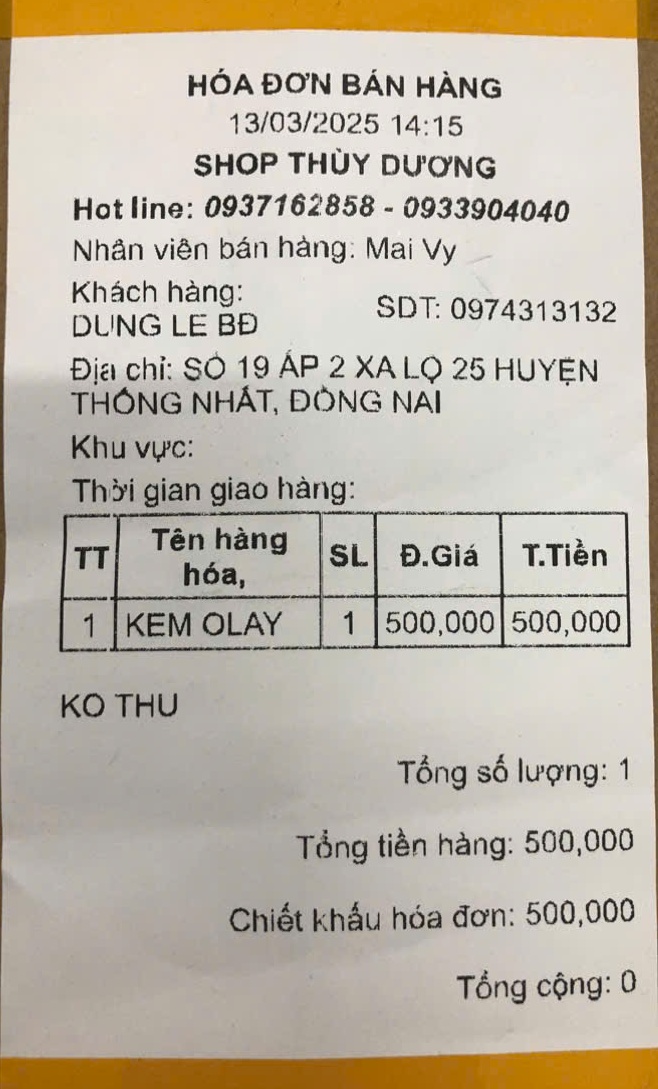 HÓA ĐƠN BÁN HÀNG
13/03/2025 14:15
SHOP THÙY DƯƠNG
Hot line: 0937162858 - 0933904040
Nhân viên bán hàng: Mai Vy
Khách hàng: DUNG LE BĐ SDT: 0974313132
Địa chỉ: SỐ 19 ẤP 2 XA LỘ 25 HUYỆN
THỐNG NHẤT, ĐỒNG NAI
Khu vực:
Thời gian giao hàng:
TT Tên hàng hóa, SL Đ.Giá T.Tiền
1 KEM OLAY 1 500,000 500,000
KO THU
Tổng số lượng: 1
Tổng tiền hàng: 500,000
Chiết khấu hóa đơn: 500,000
Tổng cộng: 0